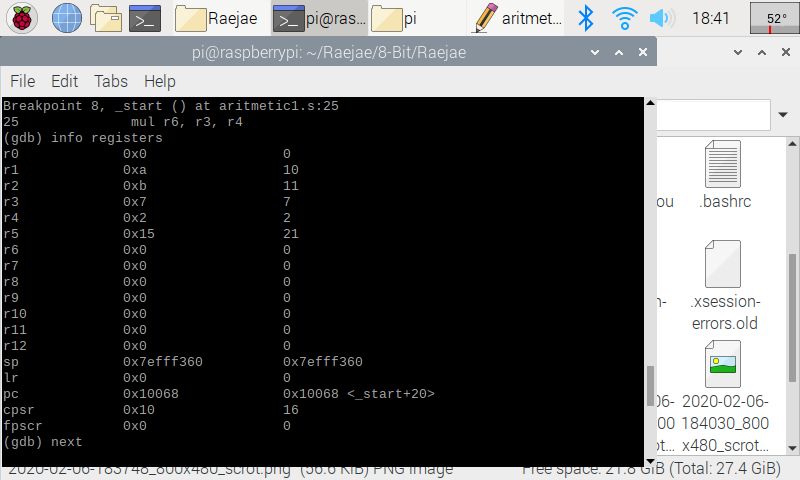 Raejae
pi@ras...
pi
aritmet...
18:41
52°
pi@raspberrypi: ~/Raejae/8-Bit/Raejae
File Edit Tabs Help
Breakpoint 8, _start () at aritmetic1.s:25
25 mul r6, r3, r4
(gdb) info registers
r0 0x0 0
r1 0xa 10
r2 0xb 11
r3 0x7 7
r4 0x2 2
r5 0x15 21
r6 0x0 0
r7 0x0 0
r8 0x0 0
r9 0x0 0
r10 0x0 0
r11 0x0 0
r12 0x0 0
sp 0x7efff360 0x7efff360
lr 0x0 0
pc 0x10068 0x10068 <_start+20>
cpsr 0x10 16
fpscr 0x0 0
(gdb) next
ou
.bashrc
n-
.xsession-
errors.old
06-
2020-02-06-
00
184030_800
ot...
x480_scrot...
2020-02-06-183748_800x480_scrot.png (56.6 KiB) PNG image
Free space: 21.8 GiB (Total: 27.4 GiB)